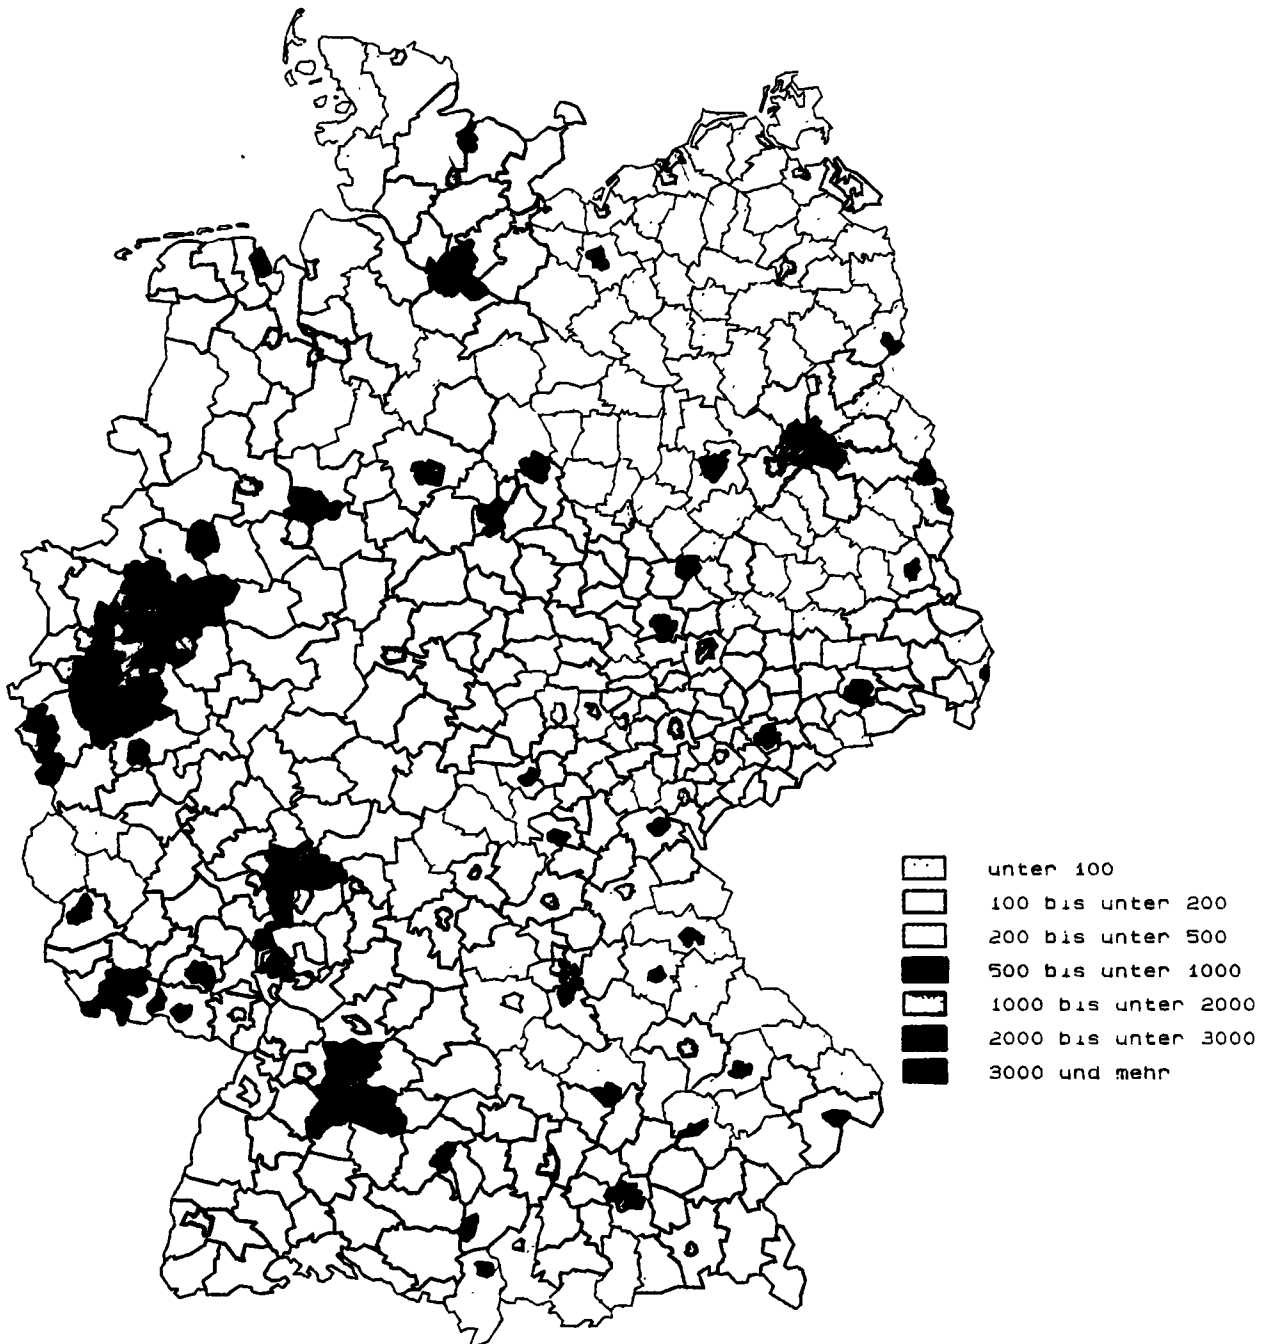 unter 100
100 bis unter 200
200 bis unter 500
500 bis unter 1000
1000 bis unter 2000
2000 bis unter 3000
3000 und mehr